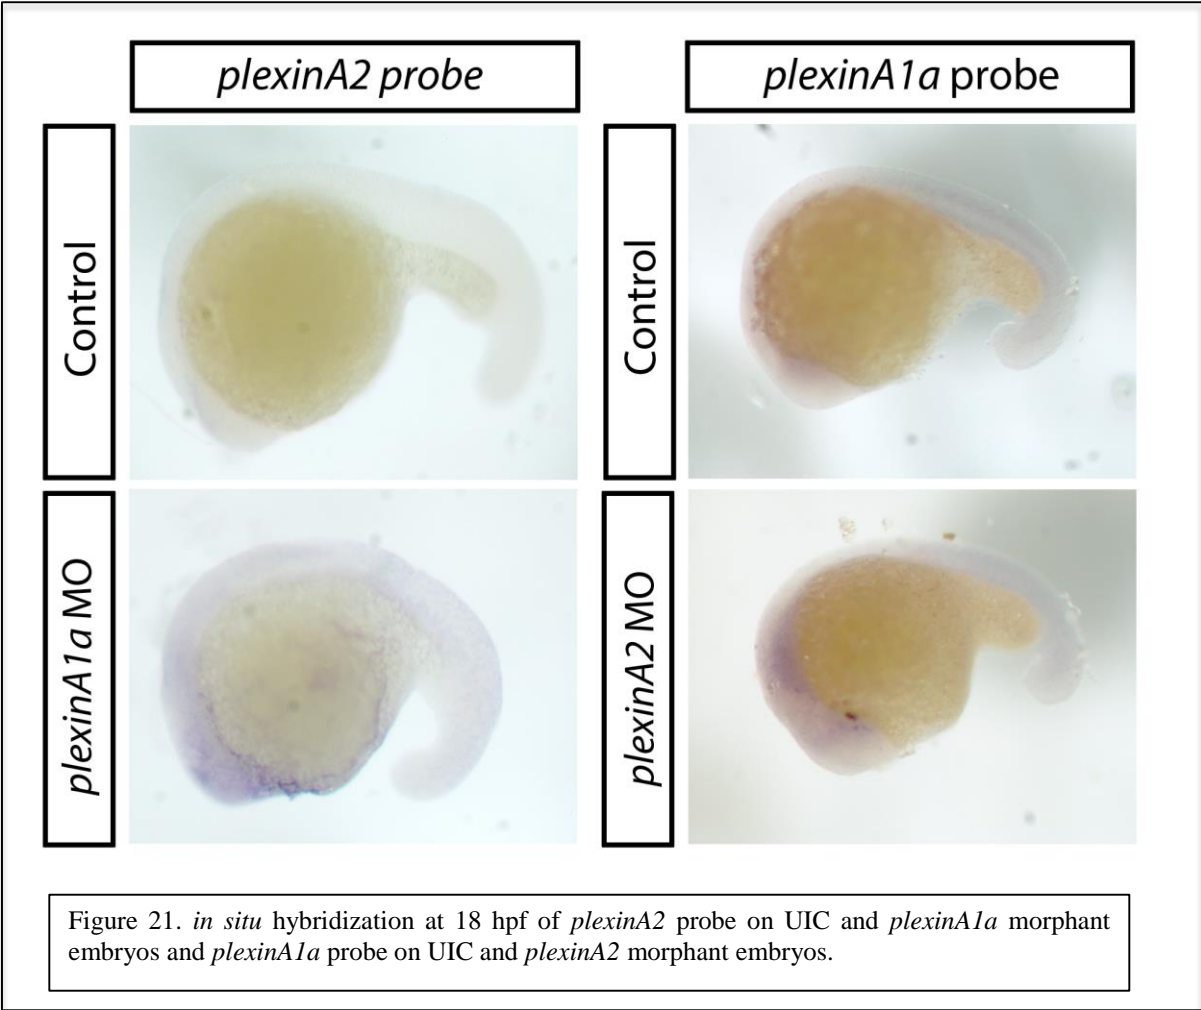 plexinA2 probe
plexinA1a probe
Control
Control
plexinA1a MO
plexinA2 MO
Figure 21. in situ hybridization at 18 hpf of plexinA2 probe on UIC and plexinA1a morphant
embryos and plexinA1a probe on UIC and plexinA2 morphant embryos.